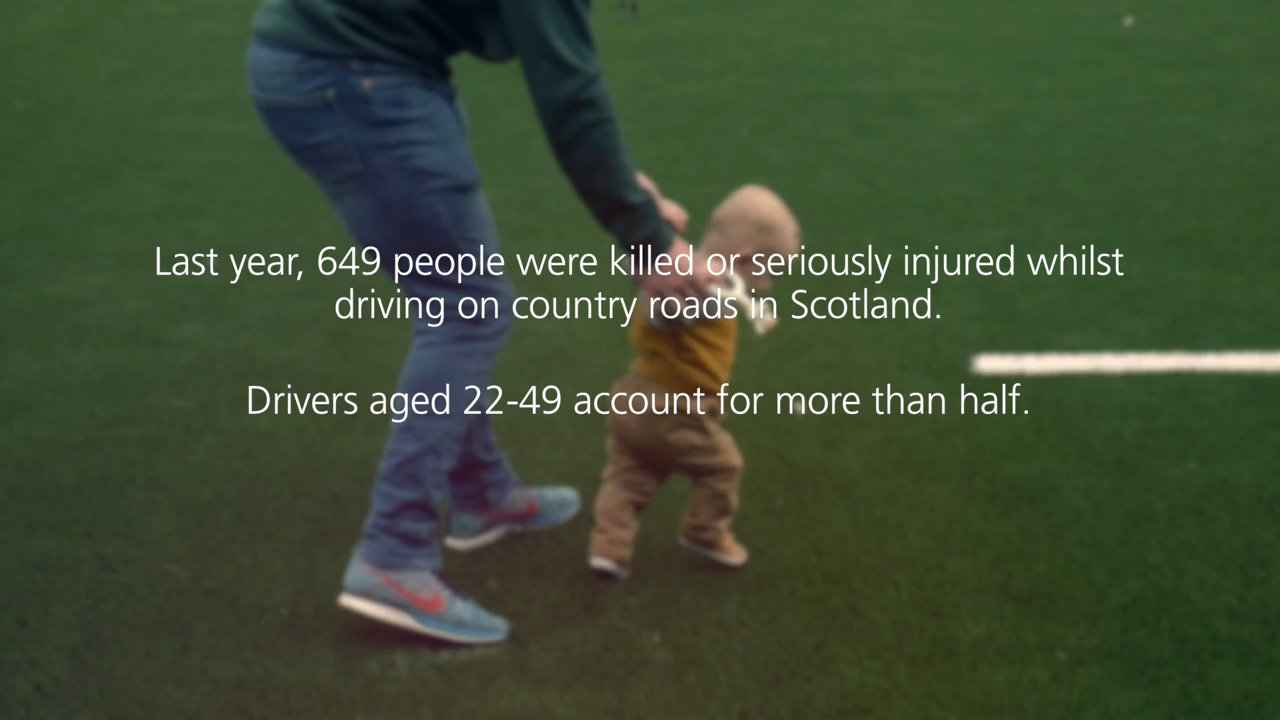 Last year, 649 people were killed or seriously injured whilst
driving on country roads in Scotland.
Drivers aged 22-49 account for more than half.